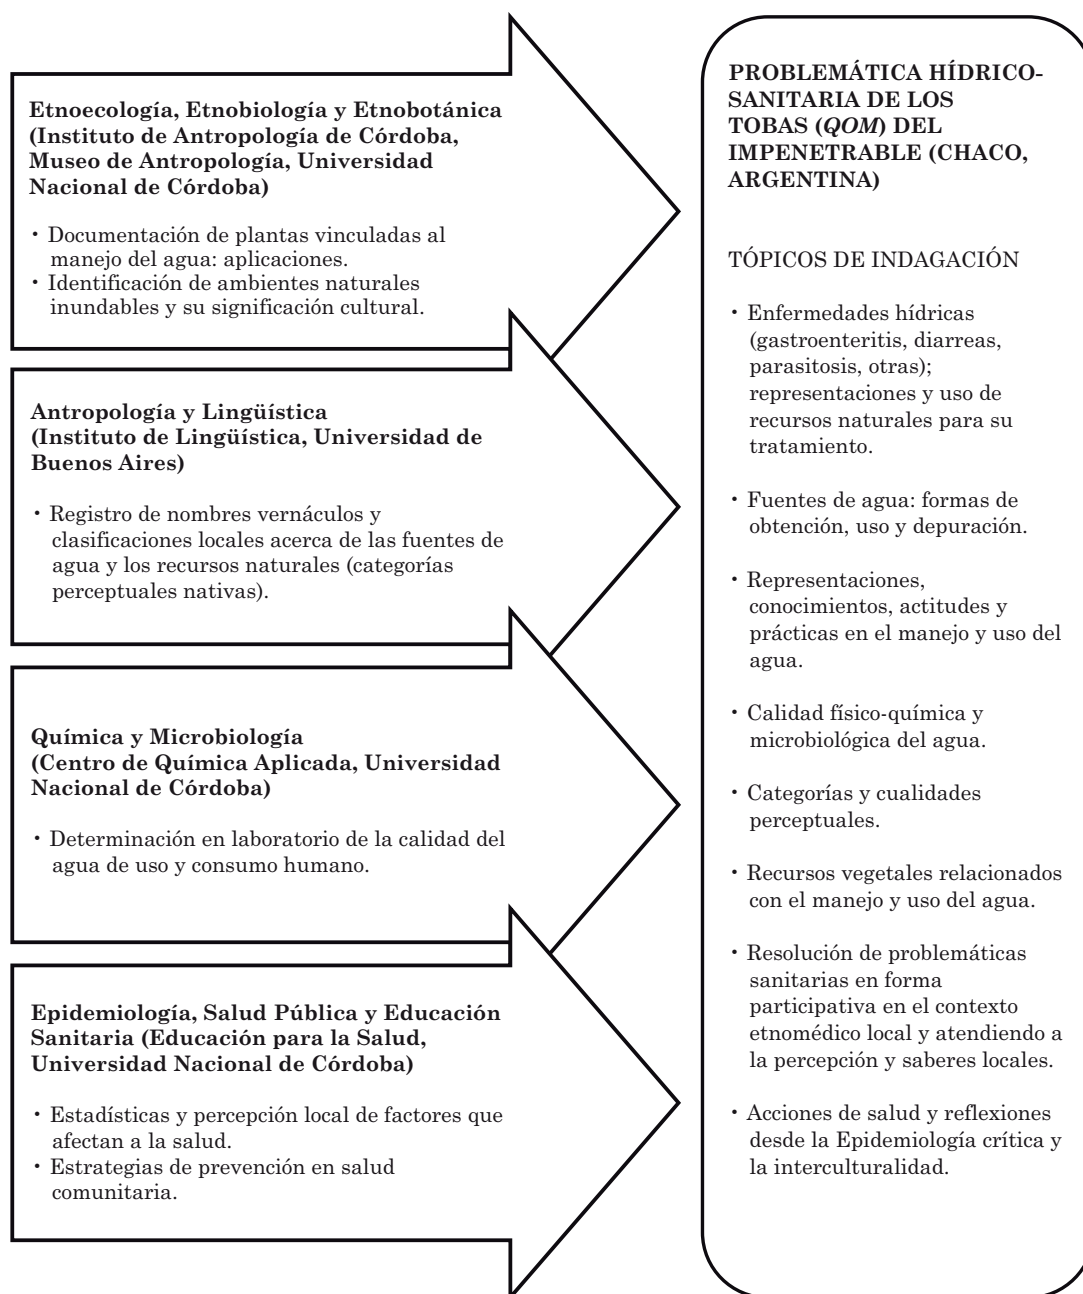 Etnoecología, Etnobiología y Etnobotánica
(Instituto de Antropología de Córdoba,
Museo de Antropología, Universidad
Nacional de Córdoba)
• Documentación de plantas vinculadas al
manejo del agua: aplicaciones.
• Identificación de ambientes naturales
inundables y su significación cultural.
Antropología y Lingüística
(Instituto de Lingüística, Universidad de
Buenos Aires)
• Registro de nombres vernáculos y
clasificaciones locales acerca de las fuentes de
agua y los recursos naturales (categorías
perceptuales nativas).
Química y Microbiología
(Centro de Química Aplicada, Universidad
Nacional de Córdoba)
• Determinación en laboratorio de la calidad del
agua de uso y consumo humano.
Epidemiología, Salud Pública y Educación
Sanitaria (Educación para la Salud,
Universidad Nacional de Córdoba)
• Estadísticas y percepción local de factores que
afectan a la salud.
• Estrategias de prevención en salud
comunitaria.
PROBLEMÁTICA HÍDRICO-
SANITARIA DE LOS
TOBAS (QOM) DEL
IMPENETRABLE (CHACO,
ARGENTINA)
TÓPICOS DE INDAGACIÓN
• Enfermedades hídricas
(gastroenteritis, diarreas,
parasitosis, otras);
representaciones y uso de
recursos naturales para su
tratamiento.
• Fuentes de agua: formas de
obtención, uso y depuración.
• Representaciones,
conocimientos, actitudes y
prácticas en el manejo y uso del
agua.
• Calidad físico-química y
microbiológica del agua.
• Categorías y cualidades
perceptuales.
• Recursos vegetales relacionados
con el manejo y uso del agua.
• Resolución de problemáticas
sanitarias en forma
participativa en el contexto
etnomédico local y atendiendo a
la percepción y saberes locales.
• Acciones de salud y reflexiones
desde la Epidemiología crítica y
la interculturalidad.